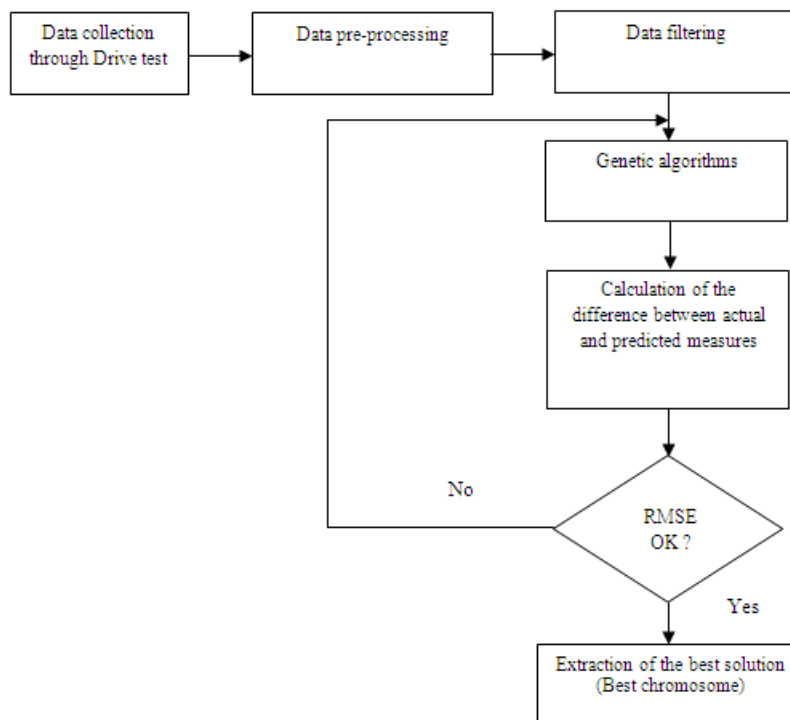 Data collection
through Drive test
Data pre-processing
Data filtering
Genetic algorithms
Calculation of the
difference between actual
and predicted measures
No
RMSE
OK ?
Yes
Extraction of the best solution
(Best chromosome)